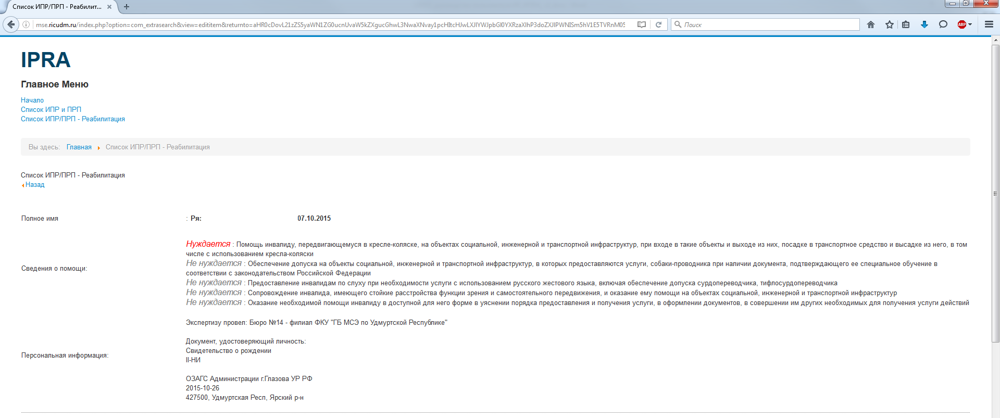 Список ИПР/ПРП - Реабилит...
mse.ricudm.ru/index.php?option=com_extrasearch&view=edititem&returnto=
Поиск
ABP
IPRA
Главное Меню
Начало
Список ИПР и ПРП
Список ИПР/ПРП - Реабилитация
Вы здесь: Главная Список ИПР/ПРП - Реабилитация
Список ИПР/ПРП - Реабилитация
Назад
Полное имя : Ря: 07.10.2015
Нуждается : Помощь инвалиду, передвигающемуся в кресле-коляске, на объектах социальной, инженерной и транспортной инфраструктур, при входе в такие объекты и выходе из них, посадке в транспортное средство и высадке из него, в том
числе с использованием кресла-коляски
Не нуждается : Обеспечение допуска на объекты социальной, инженерной и транспортной инфраструктур, в которых предоставляются услуги, собаки-проводника при наличии документа, подтверждающего ее специальное обучение в
Сведения о помощи:
соответствии с законодательством Российской Федерации
Не нуждается : Предоставление инвалидам по слуху при необходимости услуги с использованием русского жестового языка, включая обеспечение допуска сурдопереводчика, тифлосурдопереводчика
Не нуждается : Сопровождение инвалида, имеющего стойкие расстройства функции зрения и самостоятельного передвижения, и оказание ему помощи на объектах социальной, инженерной и транспортной инфраструктур
Не нуждается : Оказание необходимой помощи инвалиду в доступной для него форме в уяснении порядка предоставления и получения услуги, в оформлении документов, в совершении им других необходимых для получения услуги действий
Экспертизу провел: Бюро №14 - филиал ФКУ "ГБ МСЭ по Удмуртской Республике"
Документ, удостоверяющий личность:
Свидетельство о рождении
Персональная информация:
II-НИ
ОЗАГС Администрации г.Глазова УР РФ
2015-10-26
427500, Удмуртская Респ, Ярский р-н